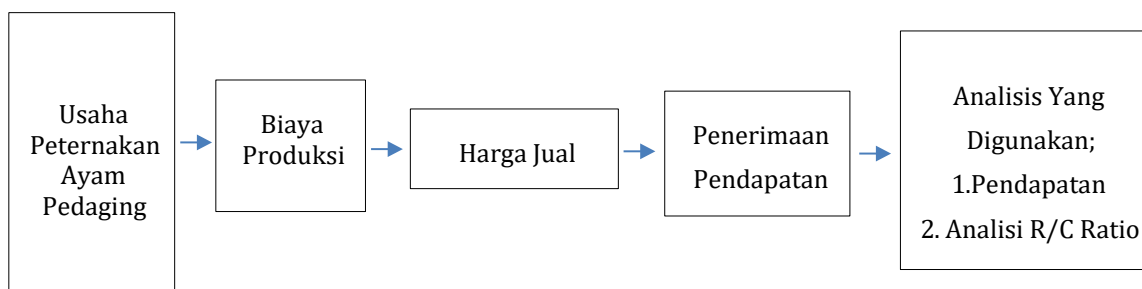 Usaha
Peternakan
Ayam
Pedaging
Biaya
Produksi
Harga Jual
Penerimaan
Pendapatan
Analisis Yang
Digunakan;
1.Pendapatan
2. Analisi R/C Ratio